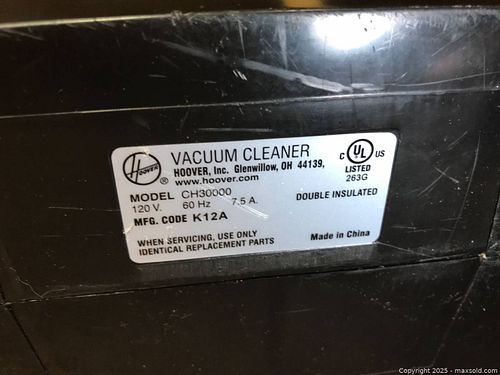 HOOVER
®
VACUUM CLEANER
HOOVER, Inc. Glenwillow, OH 44139,
www.hoover.com
MODEL CH30000
120 V. 60 Hz 7.5 A.
MFG. CODE K12A
WHEN SERVICING, USE ONLY
IDENTICAL REPLACEMENT PARTS
C UL US
LISTED
263G
DOUBLE INSULATED
Made in China
Copyright © 2025 - maxsold.com